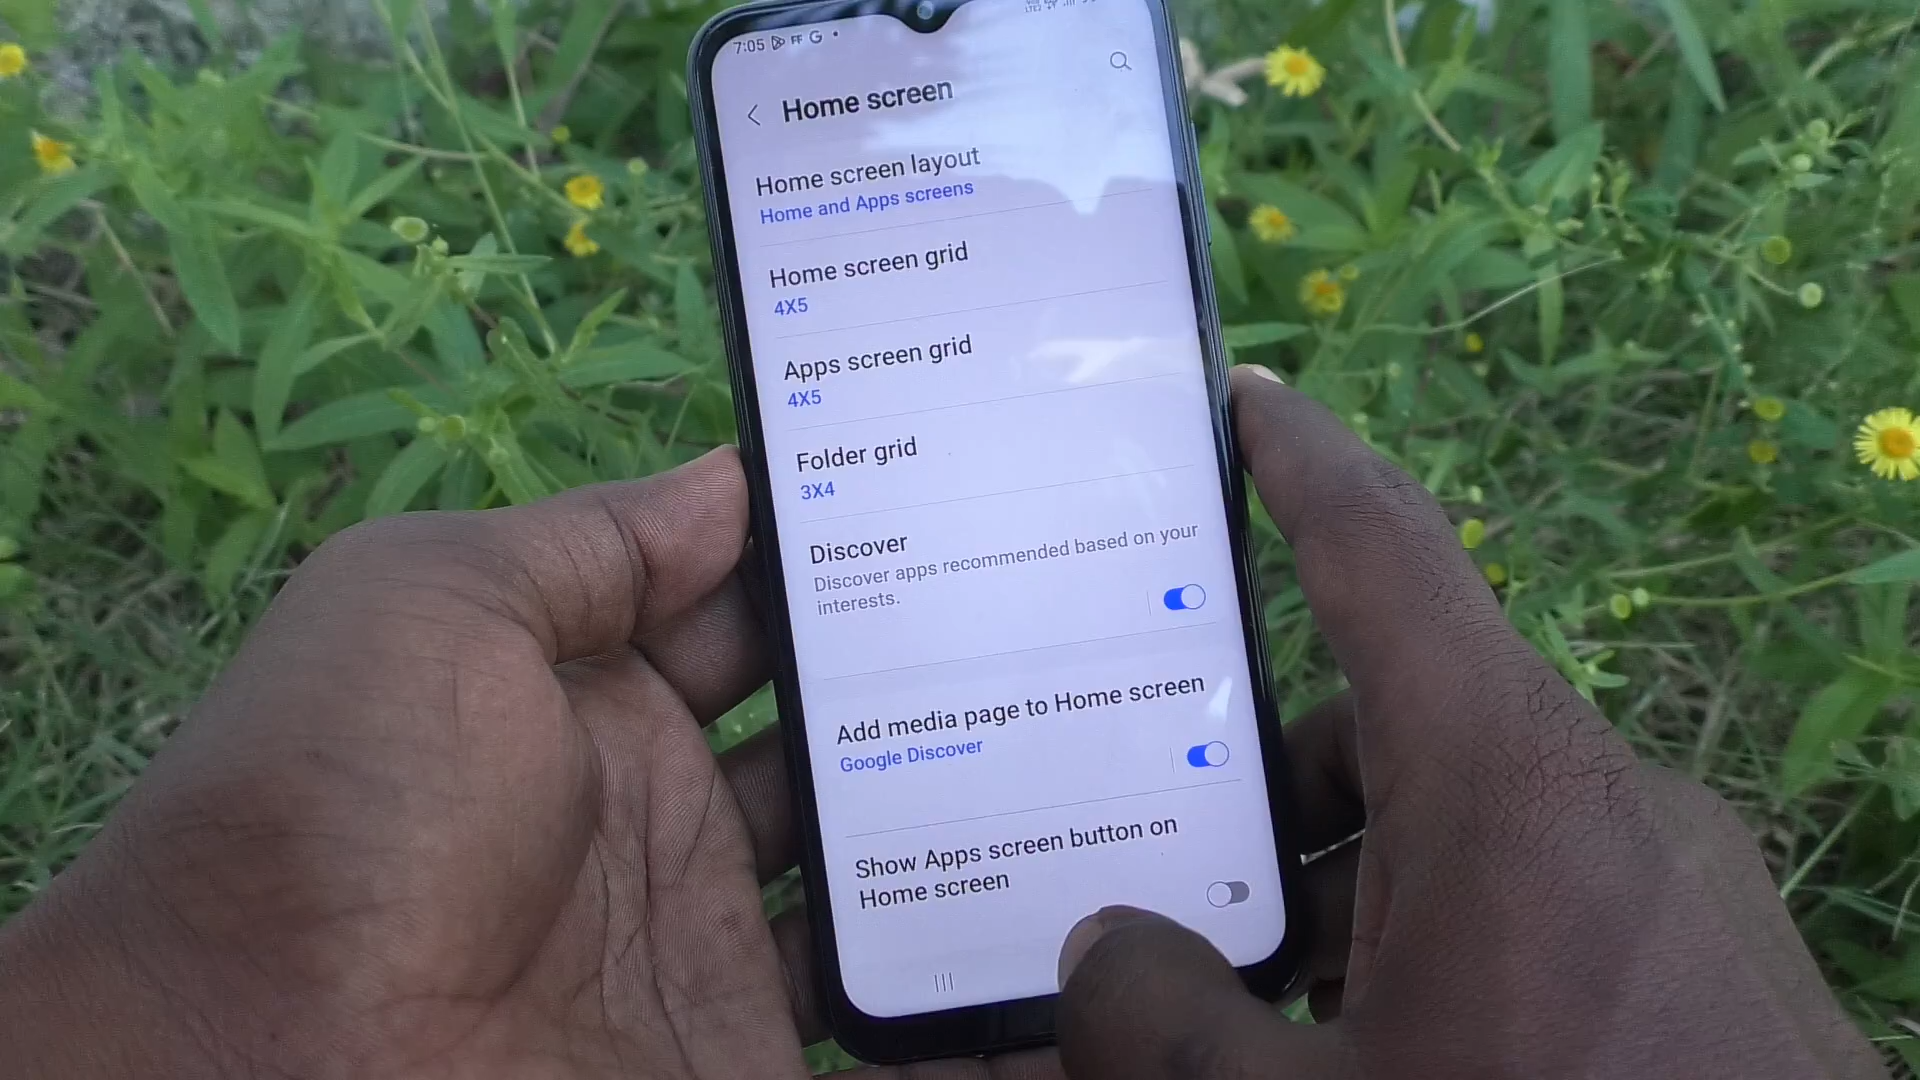 7:05 FF G
LTE2
Home screen
Home screen layout
Home and Apps screens
Home screen grid
4X5
Apps screen grid
4X5
Folder grid
3X4
Discover
Discover apps recommended based on your
interests.
Add media page to Home screen
Google Discover
Show Apps screen button on
Home screen